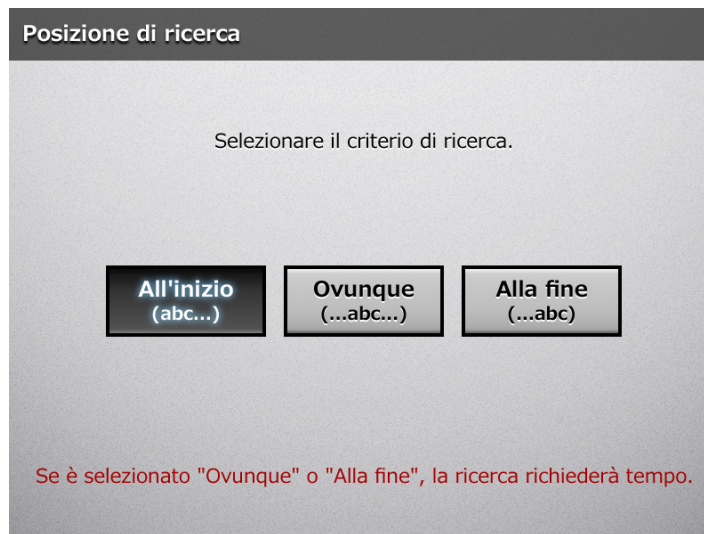 Posizione di ricerca
Selezionare il criterio di ricerca.
All'inizio
(abc...)
Ovunque
(...abc...)
Alla fine
(...abc)
Se è selezionato "Ovunque" o "Alla fine", la ricerca richiederà tempo.